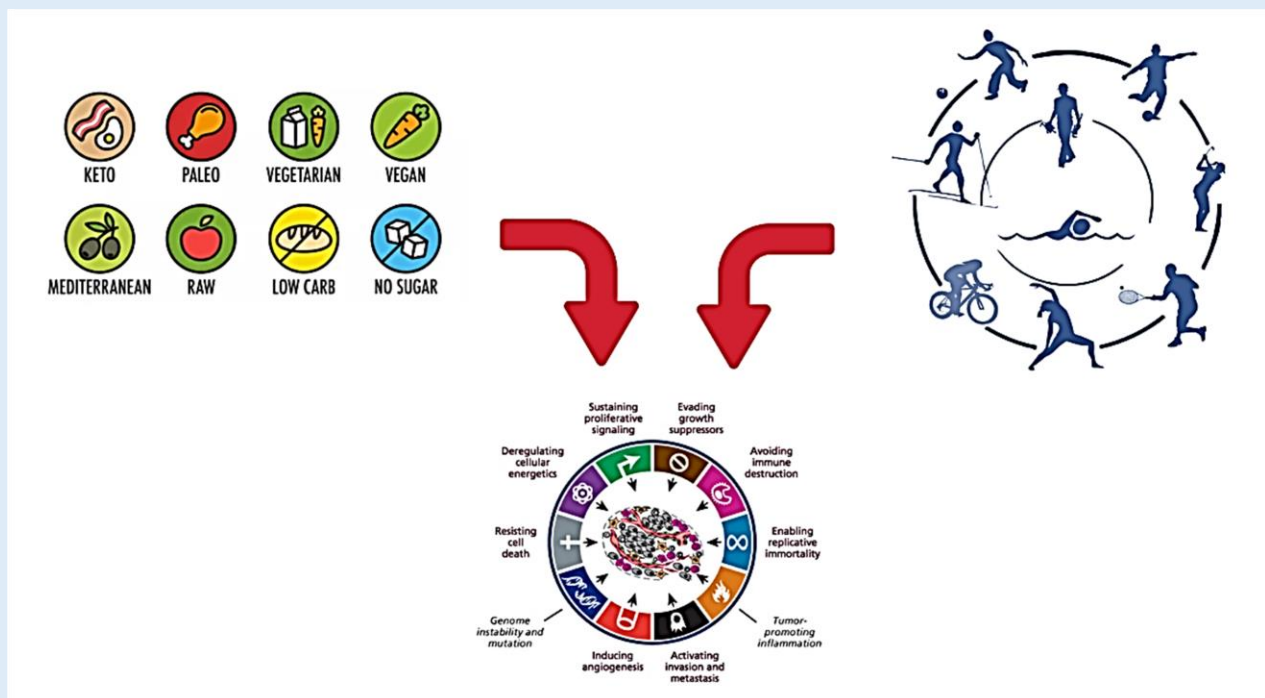 KETO
PALEO
VEGETARIAN
VEGAN
MEDITERRANEAN
RAW
LOW CARB
NO SUGAR
Sustaining
proliferative
signaling
Evading
growth
suppressors
Avoiding
immune
destruction
Enabling
replicative
immortality
Tumor-
promoting
inflammation
Activating
invasion and
metastasis
Inducing
angiogenesis
Genome
instability and
mutation
Resisting
cell
death
Deregulating
cellular
energetics